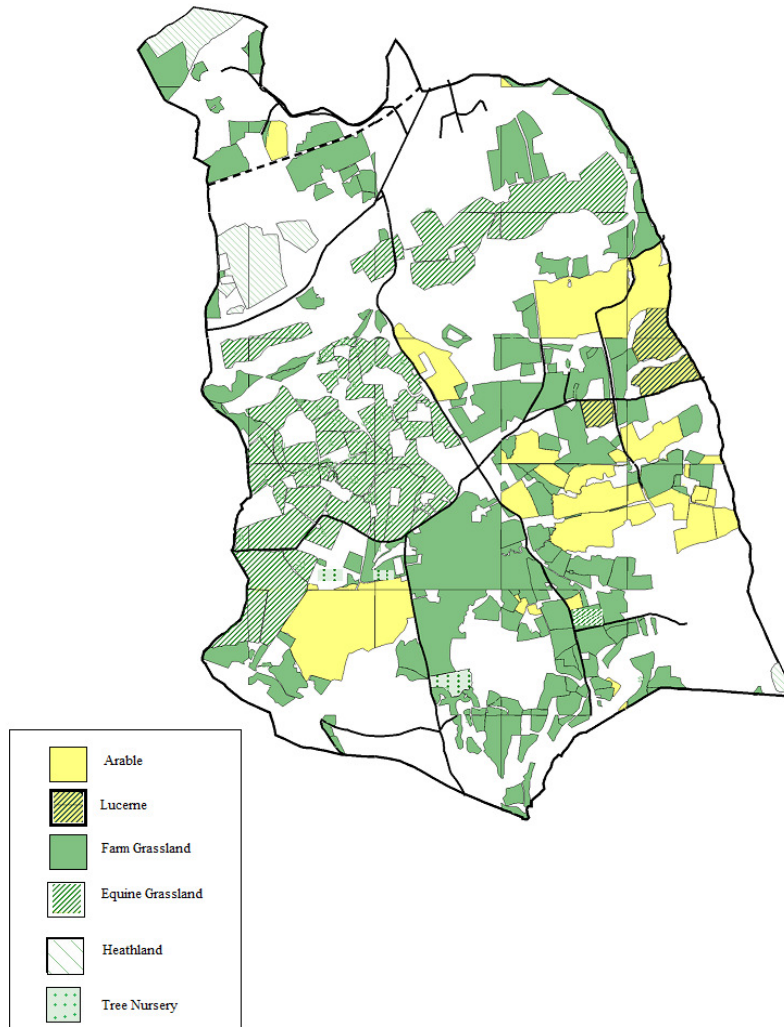 Arable
Lucerne
Farm Grassland
Equine Grassland
Heathland
Tree Nursery